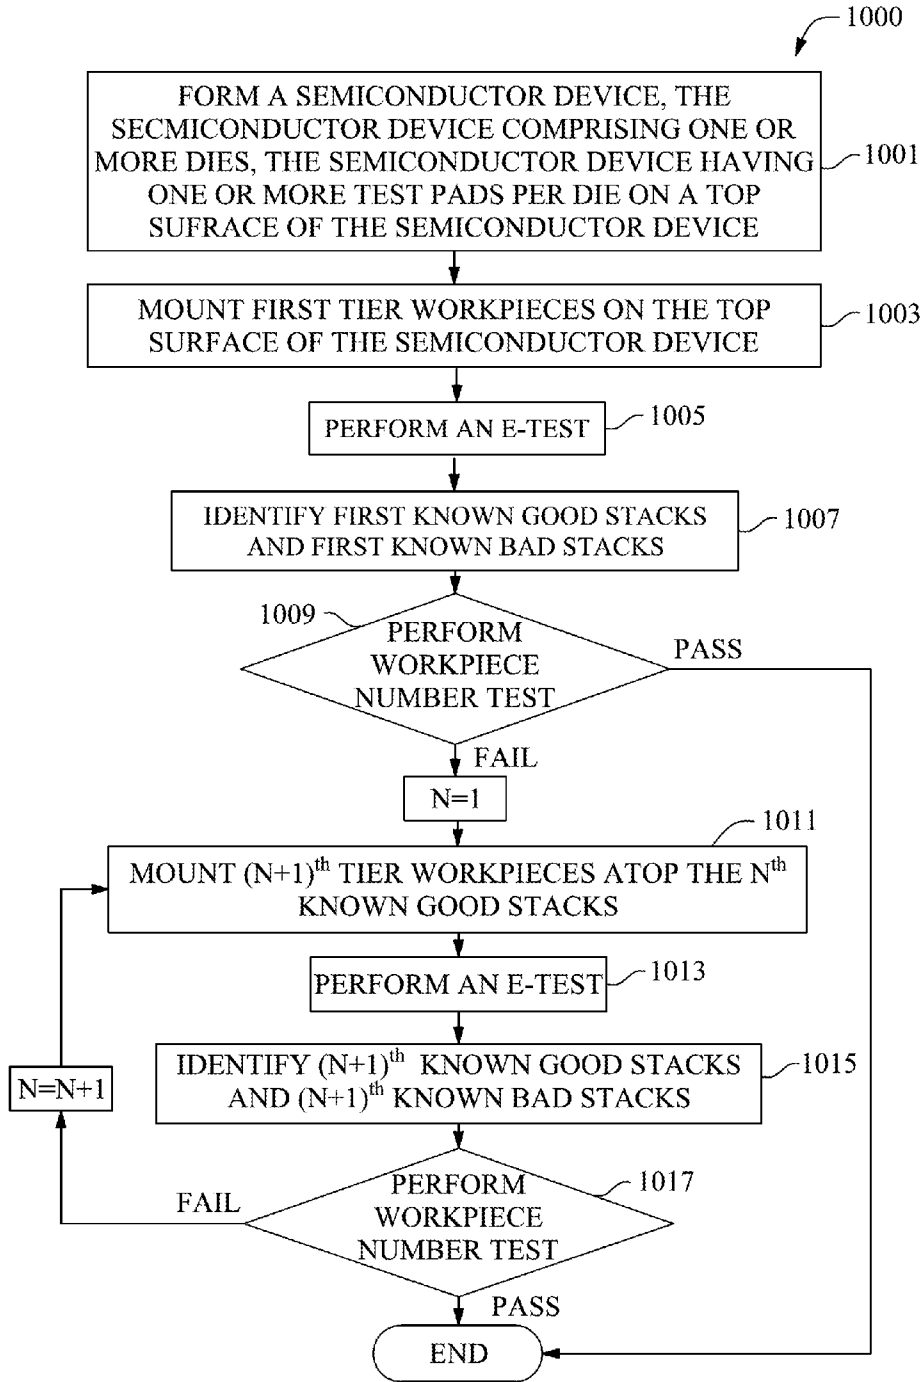 1000
FORM A SEMICONDUCTOR DEVICE, THE
SECMICONDUCTOR DEVICE COMPRISING ONE OR
MORE DIES, THE SEMICONDUCTOR DEVICE HAVING
ONE OR MORE TEST PADS PER DIE ON A TOP
SUFRACE OF THE SEMICONDUCTOR DEVICE
1001
MOUNT FIRST TIER WORKPIECES ON THE TOP
SURFACE OF THE SEMICONDUCTOR DEVICE
1003
PERFORM AN E-TEST
1005
IDENTIFY FIRST KNOWN GOOD STACKS
AND FIRST KNOWN BAD STACKS
1007
1009
PERFORM
WORKPIECE
NUMBER TEST
PASS
FAIL
N=1
1011
MOUNT (N+1)th TIER WORKPIECES ATOP THE Nth
KNOWN GOOD STACKS
PERFORM AN E-TEST
1013
IDENTIFY (N+1)th KNOWN GOOD STACKS
AND (N+1)th KNOWN BAD STACKS
1015
N=N+1
PERFORM
WORKPIECE
NUMBER TEST
1017
FAIL
PASS
END